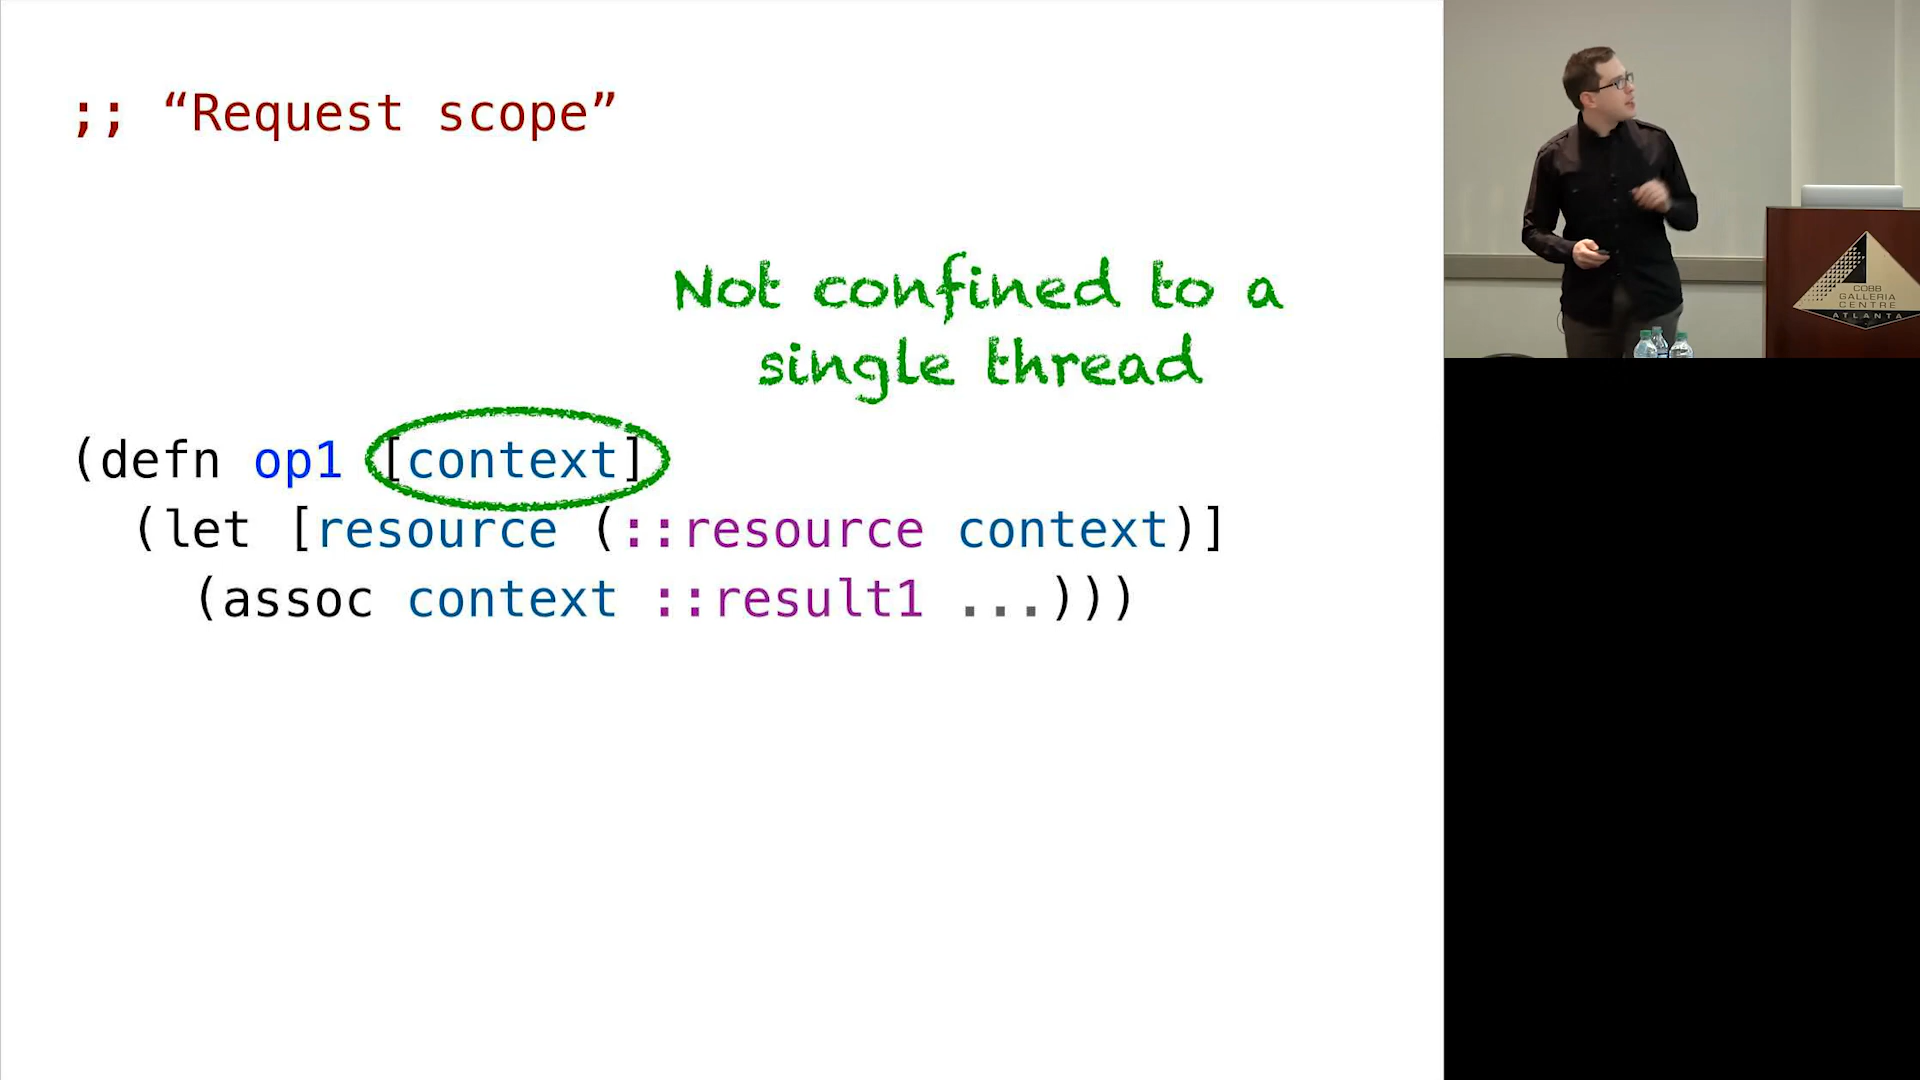 ;; “Request scope”
Not confined to a
single thread
(defn op1 [context]
(let [resource (::resource context)]
(assoc context ::result1 ...)))
COBB
GALLERIA
CENTRE
ATLANTA